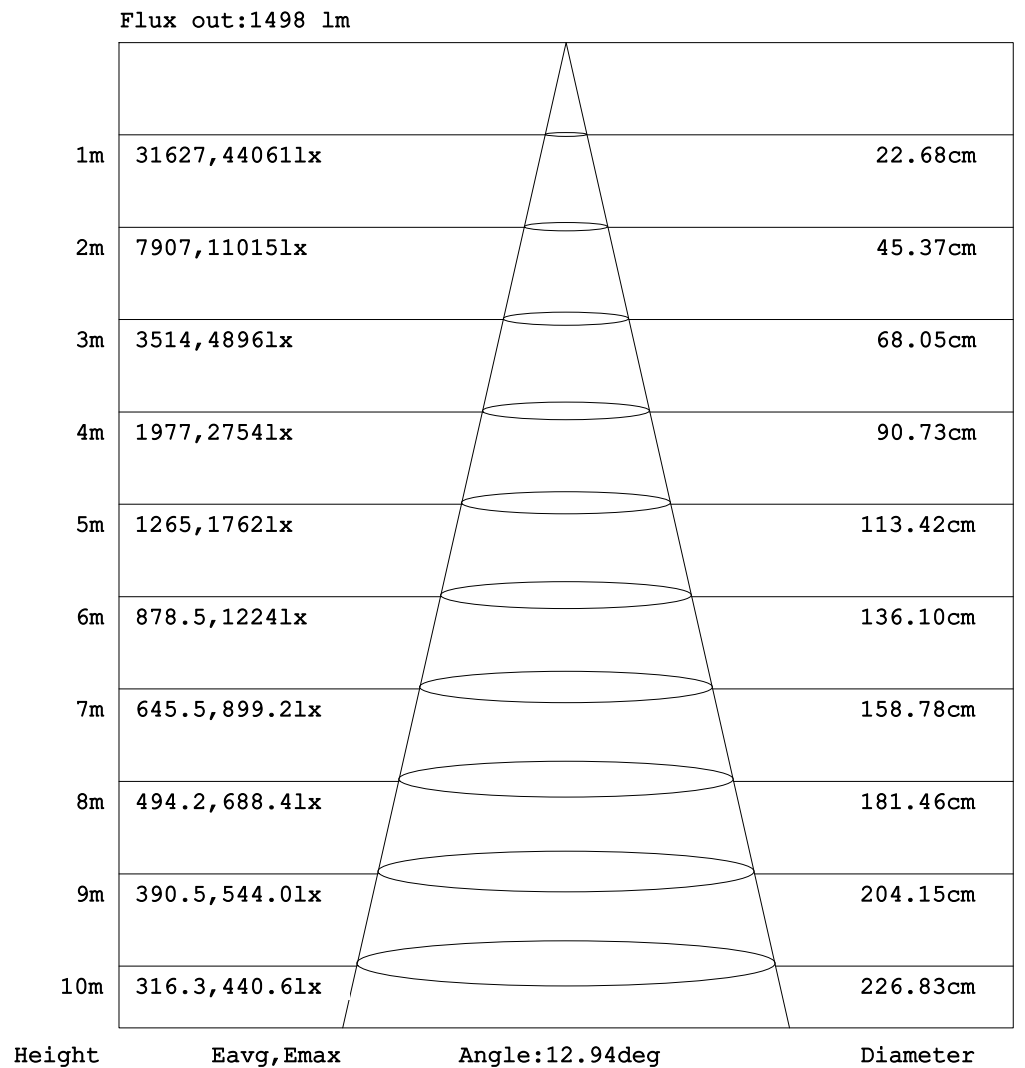 Flux out:1498 lm
1m 31627,44061lx 22.68cm
2m 7907,11015lx 45.37cm
3m 3514,4896lx 68.05cm
4m 1977,2754lx 90.73cm
5m 1265,1762lx 113.42cm
6m 878.5,1224lx 136.10cm
7m 645.5,899.2lx 158.78cm
8m 494.2,688.4lx 181.46cm
9m 390.5,544.0lx 204.15cm
10m 316.3,440.6lx 226.83cm
Height Eavg,Emax Angle:12.94deg Diameter